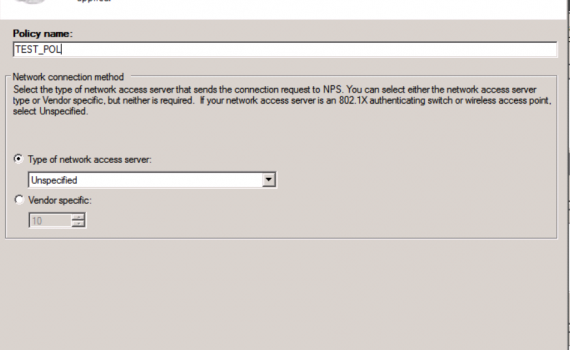 Policy name:
TEST_POL
Network connection method
Select the type of network access server that sends the connection request to NPS. You can select either the network access server
type or Vendor specific, but neither is required. If your network access server is an 802.1X authenticating switch or wireless access point,
select Unspecified.
Type of network access server:
Unspecified
Vendor specific:
10